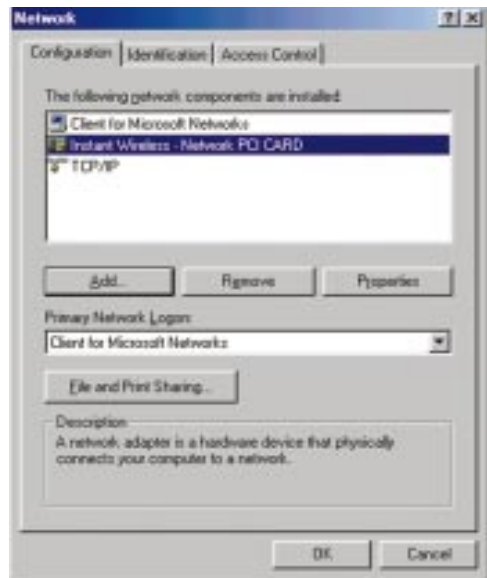 Network
Configuration Identification Access Control
The following network components are installed:
Client for Microsoft Networks
Instant Wireless - Network PCI CARD
TCP/IP
Add...
Remove
Properties
Primary Network Logon:
Client for Microsoft Networks
File and Print Sharing...
Description
A network adapter is a hardware device that physically
connects your computer to a network.
OK
Cancel